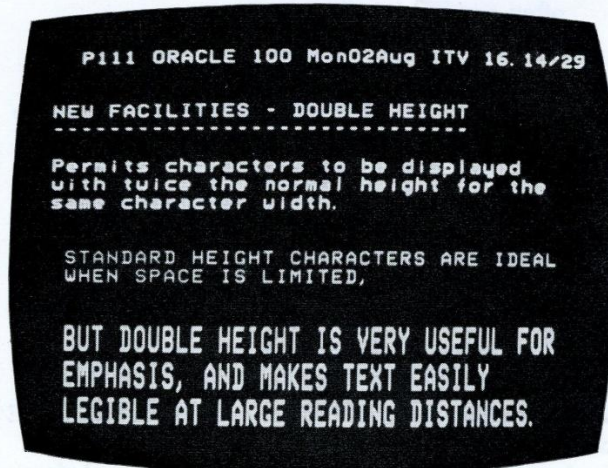 P111 ORACLE 100 Mon02Aug ITV 16.14/29
NEW FACILITIES - DOUBLE HEIGHT
--------------------------------
Permits characters to be displayed
with twice the normal height for the
same character width.
STANDARD HEIGHT CHARACTERS ARE IDEAL
WHEN SPACE IS LIMITED,
BUT DOUBLE HEIGHT IS VERY USEFUL FOR
EMPHASIS, AND MAKES TEXT EASILY
LEGIBLE AT LARGE READING DISTANCES.